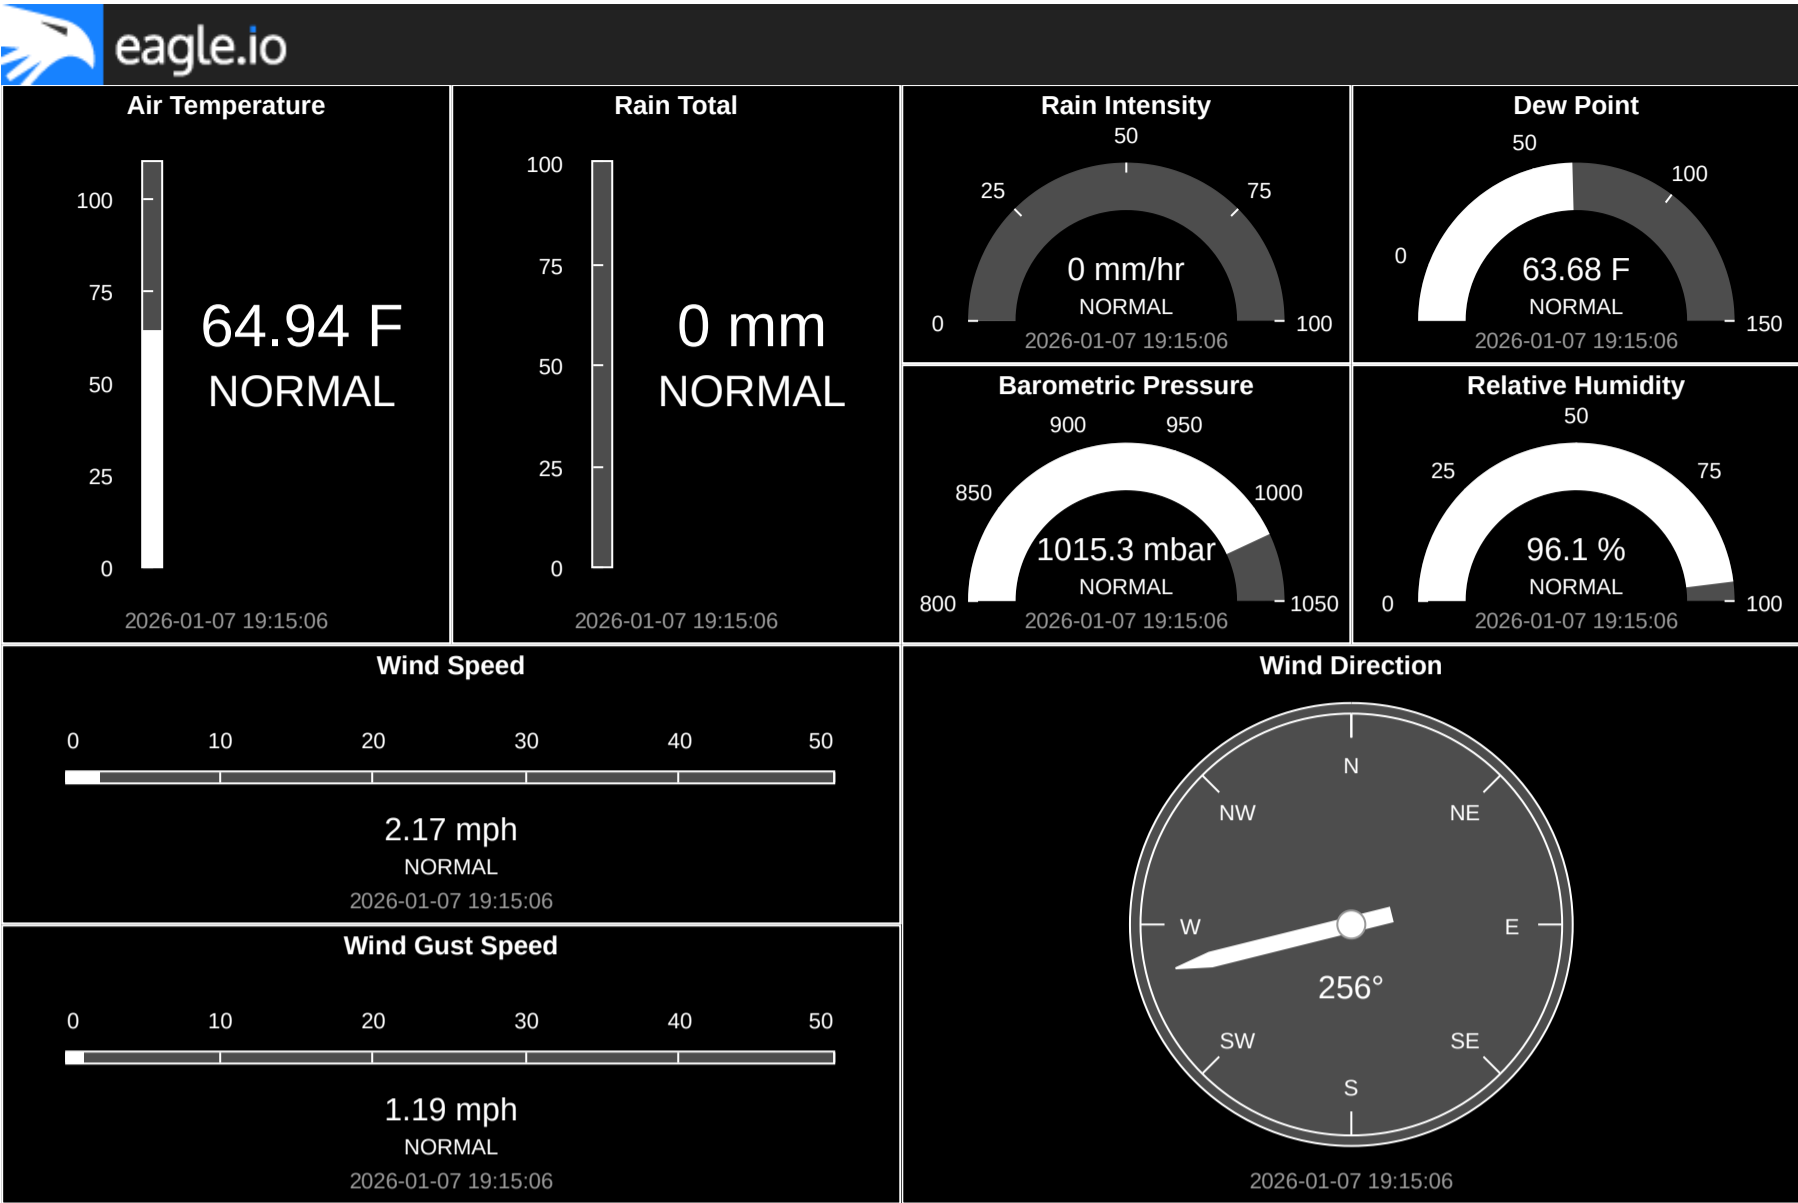 eagle.io
Air Temperature
100
75
50
25
0
64.94 F
NORMAL
2026-01-07 19:15:06
Rain Total
100
75
50
25
0
0 mm
NORMAL
2026-01-07 19:15:06
Rain Intensity
50
25
75
0
100
0 mm/hr
NORMAL
2026-01-07 19:15:06
Dew Point
50
100
0
150
63.68 F
NORMAL
2026-01-07 19:15:06
Barometric Pressure
900
950
850
1000
800
1050
1015.3 mbar
NORMAL
2026-01-07 19:15:06
Relative Humidity
50
25
75
0
100
96.1 %
NORMAL
2026-01-07 19:15:06
Wind Speed
0 10 20 30 40 50
2.17 mph
NORMAL
2026-01-07 19:15:06
Wind Gust Speed
0 10 20 30 40 50
1.19 mph
NORMAL
2026-01-07 19:15:06
Wind Direction
N
NW
NE
W
E
256°
SW
SE
S
2026-01-07 19:15:06